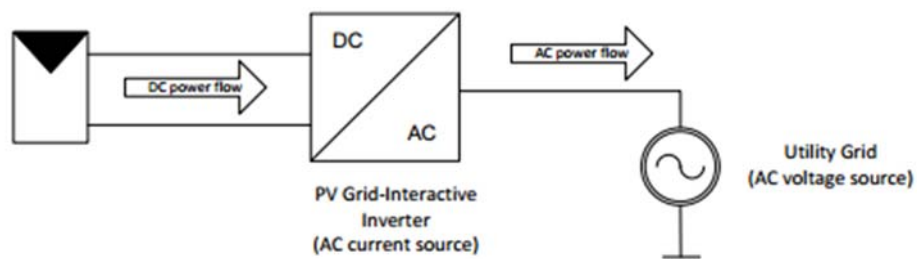 DC
AC power flow
DC power flow
AC
PV Grid-Interactive
Inverter
(AC current source)
Utility Grid
(AC voltage source)